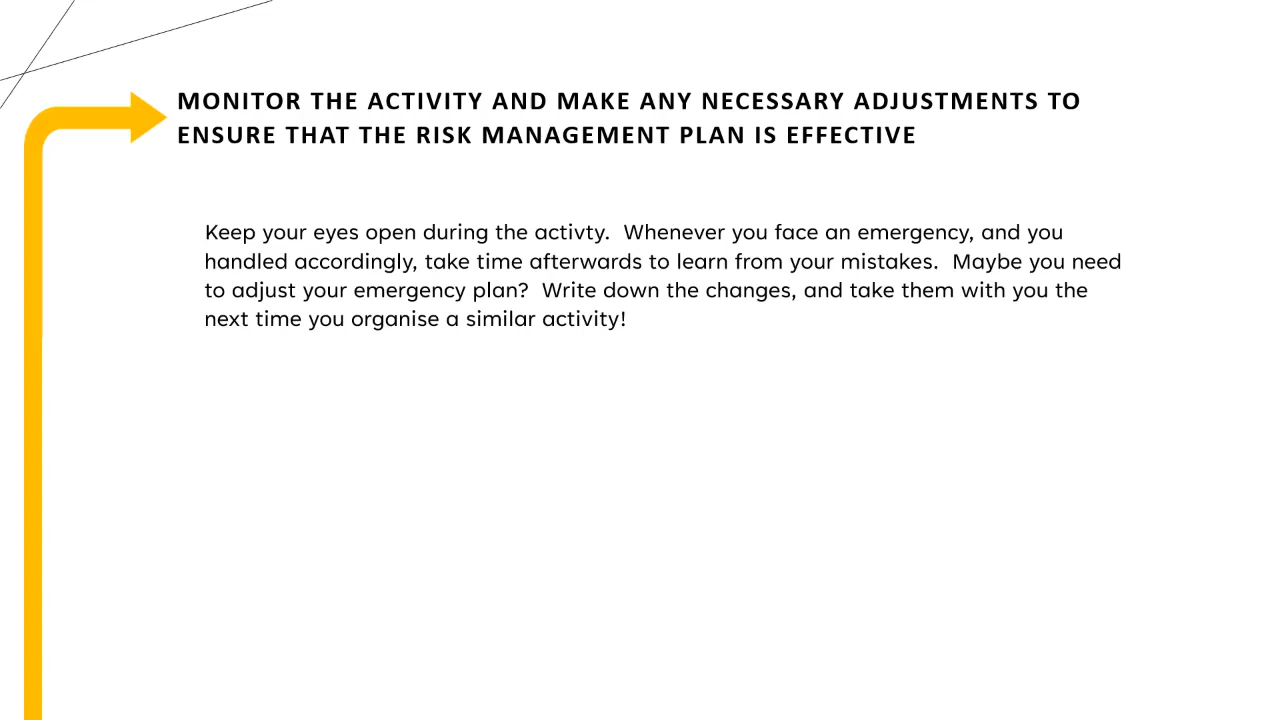 MONITOR THE ACTIVITY AND MAKE ANY NECESSARY ADJUSTMENTS TO
ENSURE THAT THE RISK MANAGEMENT PLAN IS EFFECTIVE
Keep your eyes open during the activty.  Whenever you face an emergency, and you
handled accordingly, take time afterwards to learn from your mistakes.  Maybe you need
to adjust your emergency plan?  Write down the changes, and take them with you the
next time you organise a similar activity!